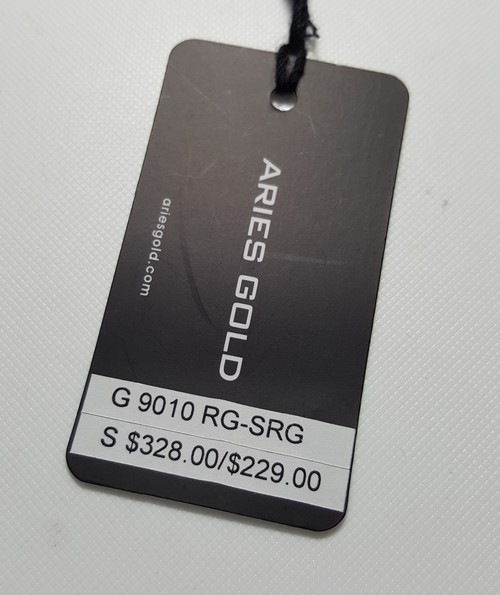 ARIES GOLD
ariesgold.com
G 9010 RG-SRG
S $328.00/$229.00